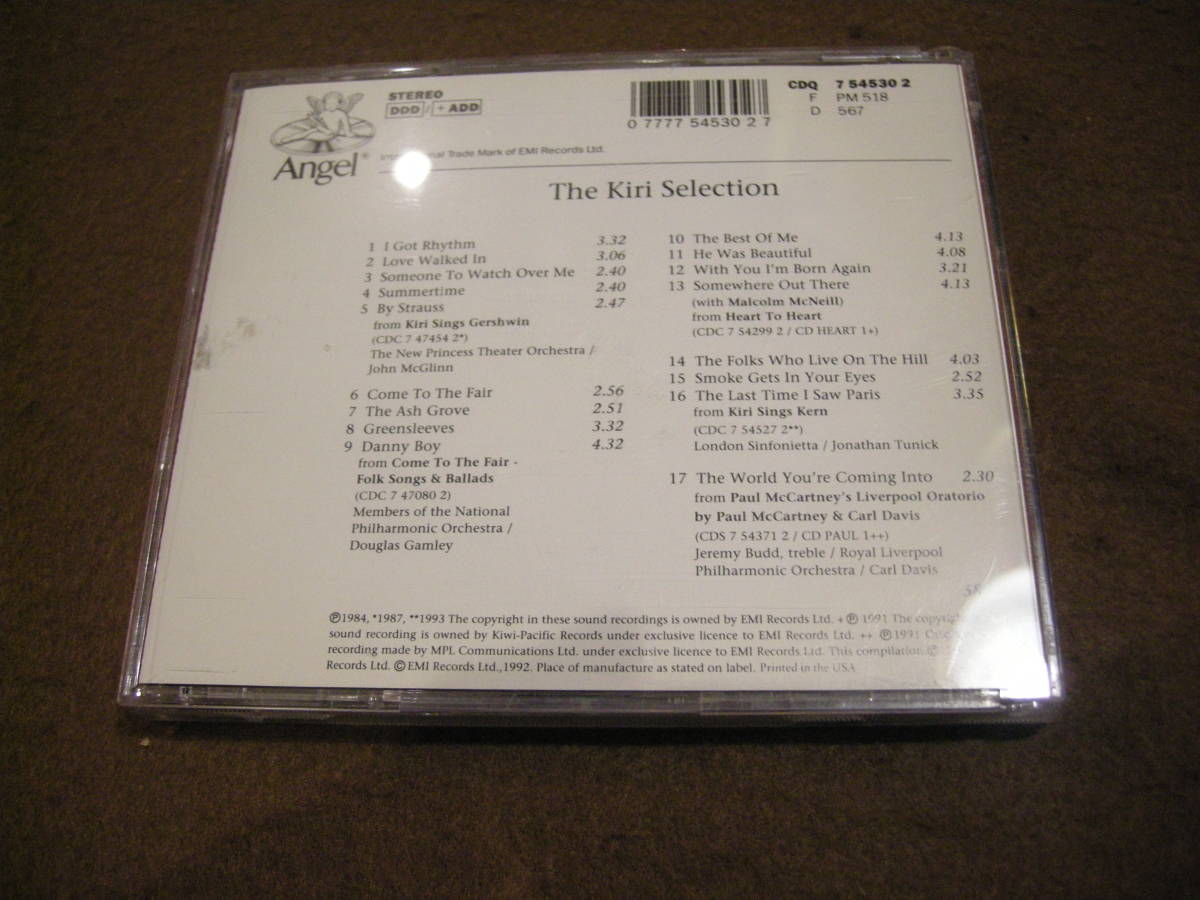 STEREO
DDD / + ADD
CDQ 7 54530 2
F PM 518
D 567
0 7777 54530 2 7
Angel®
Trade Mark of EMI Records Ltd.
The Kiri Selection
1 I Got Rhythm 3.32
2 Love Walked In 3.06
3 Someone To Watch Over Me 2.40
4 Summertime 2.40
5 By Strauss 2.47
from Kiri Sings Gershwin
(CDC 7 47454 2*)
The New Princess Theater Orchestra /
John McGlinn
6 Come To The Fair 2.56
7 The Ash Grove 2.51
8 Greensleeves 3.32
9 Danny Boy 4.32
from Come To The Fair -
Folk Songs & Ballads
(CDC 7 47080 2)
Members of the National
Philharmonic Orchestra /
Douglas Gamley
10 The Best Of Me 4.13
11 He Was Beautiful 4.08
12 With You I'm Born Again 3.21
13 Somewhere Out There 4.13
(with Malcolm McNeill)
from Heart To Heart
(CDC 7 54299 2 / CD HEART 1+)
14 The Folks Who Live On The Hill 4.03
15 Smoke Gets In Your Eyes 2.52
16 The Last Time I Saw Paris 3.35
from Kiri Sings Kern
(CDC 7 54527 2**)
London Sinfonietta / Jonathan Tunick
17 The World You're Coming Into 2.30
from Paul McCartney's Liverpool Oratorio
by Paul McCartney & Carl Davis
(CDS 7 54371 2 / CD PAUL 1++)
Jeremy Budd, treble / Royal Liverpool
Philharmonic Orchestra / Carl Davis
℗1984, *1987, **1993 The copyright in these sound recordings is owned by EMI Records Ltd. + ℗ 1991 The
sound recording is owned by Kiwi-Pacific Records under exclusive licence to EMI Records Ltd. ++ ℗1991
recording made by MPL Communications Ltd. under exclusive licence to EMI Records Ltd. This compilation
Records Ltd. ©EMI Records Ltd.,1992. Place of manufacture as stated on label. Printed in the USA